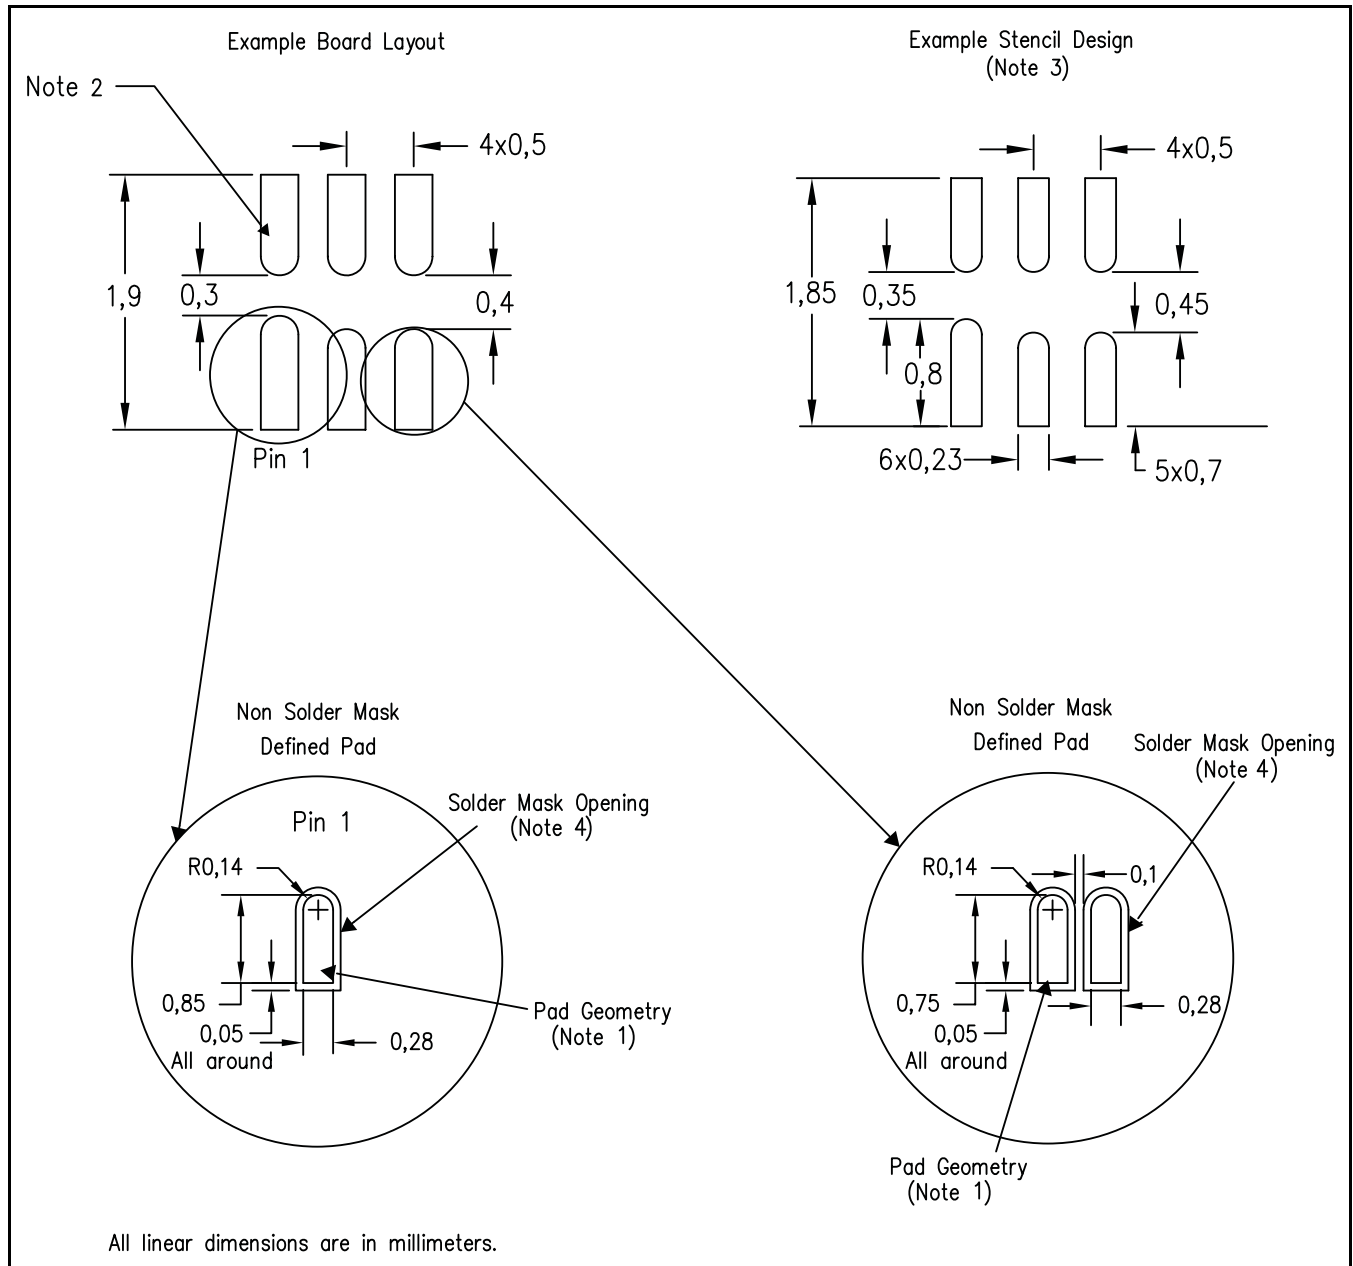 Example Board Layout
Note 2
4x0,5
1,9
0,3
0,4
Pin 1
Example Stencil Design
(Note 3)
4x0,5
1,85
0,35
0,45
0,8
6x0,23
5x0,7
Non Solder Mask
Defined Pad
Pin 1
Solder Mask Opening
(Note 4)
R0,14
0,85
0,05
All around
0,28
Pad Geometry
(Note 1)
Non Solder Mask
Defined Pad
Solder Mask Opening
(Note 4)
R0,14
0,1
0,75
0,05
All around
0,28
Pad Geometry
(Note 1)
All linear dimensions are in millimeters.